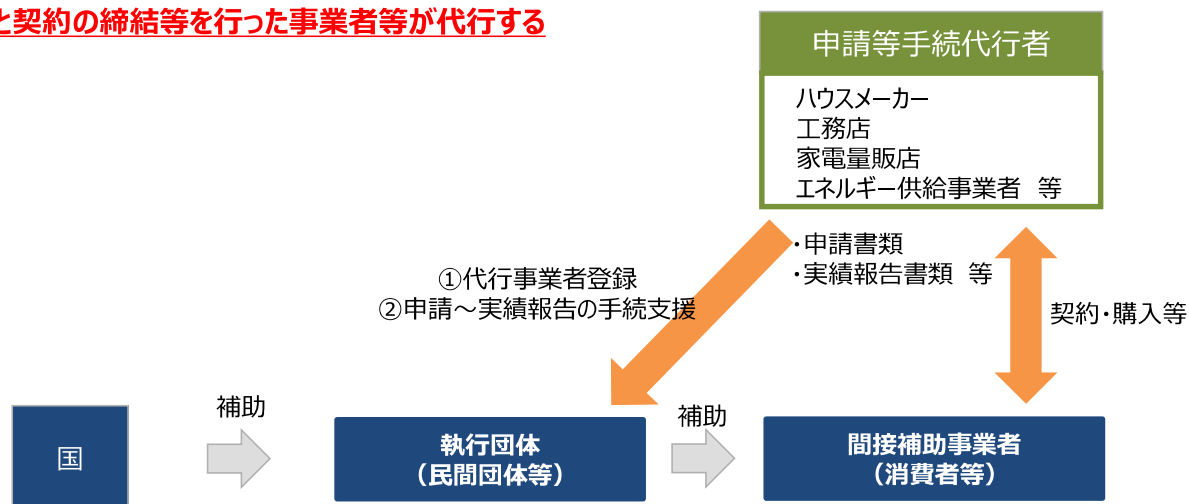 と契約の締結等を行った事業者等が代行する
申請等手続代行者
ハウスメーカー
工務店
家電量販店
エネルギー供給事業者 等
・申請書類
・実績報告書類 等
①代行事業者登録
②申請～実績報告の手続支援
契約・購入等
国
補助
執行団体
（民間団体等）
補助
間接補助事業者
（消費者等）